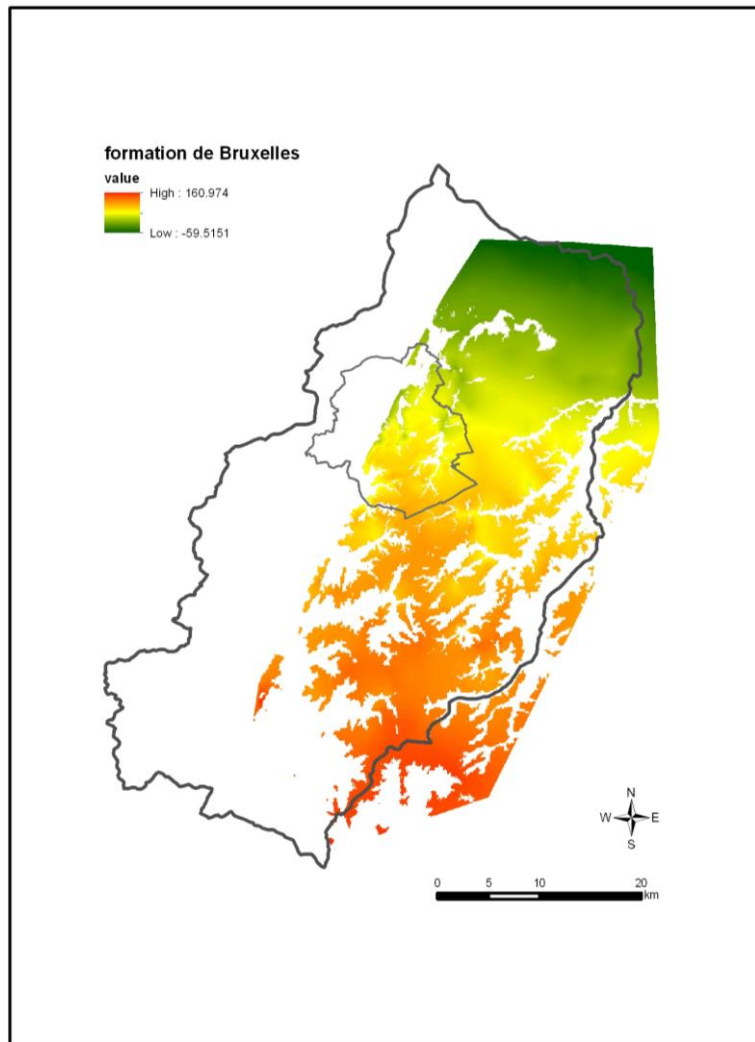 formation de Bruxelles
value
High : 160.974
Low : -59.5151
N
W E
S
0 5 10 20
km